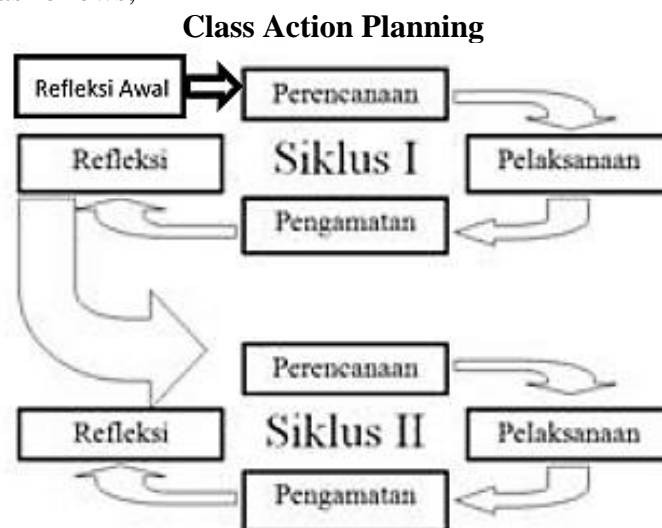 Class Action Planning
Refleksi Awal
Perencanaan
Refleksi
Siklus I
Pelaksanaan
Pengamatan
Perencanaan
Refleksi
Siklus II
Pelaksanaan
Pengamatan